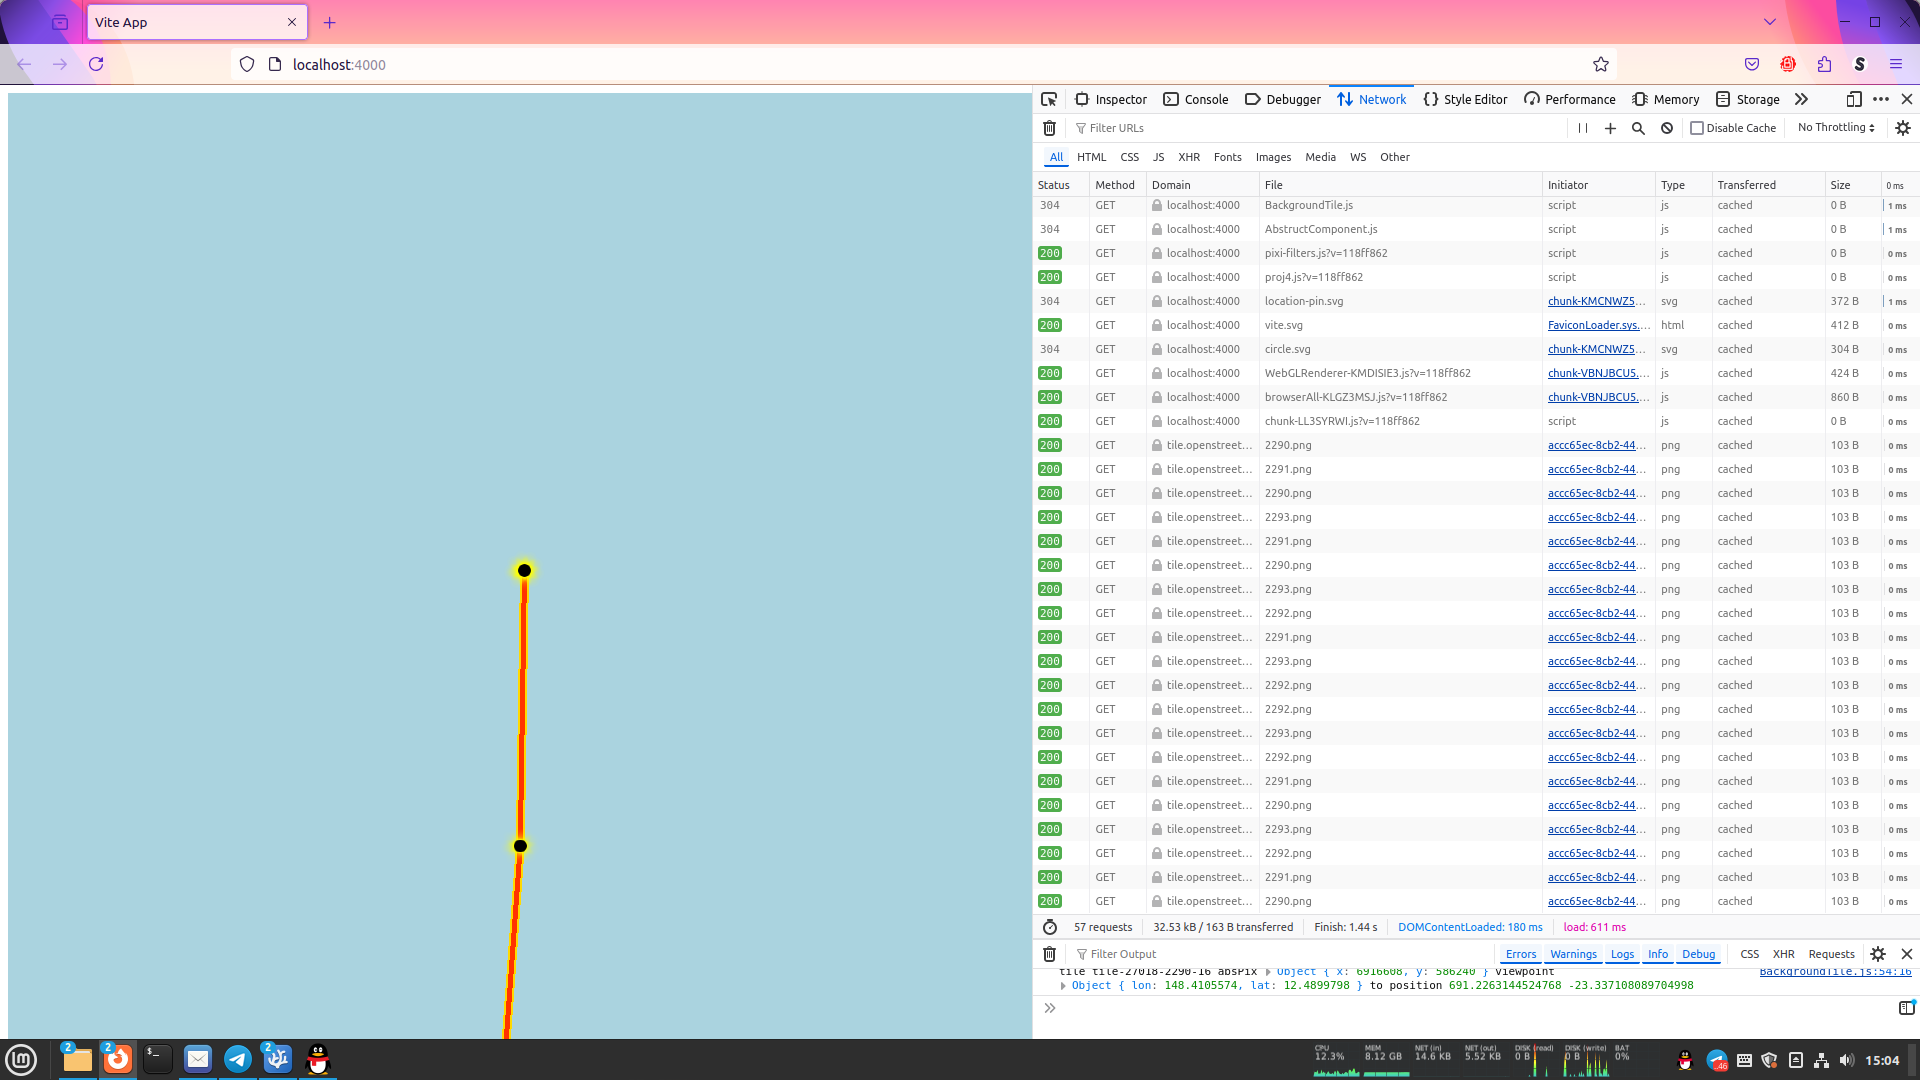 Vite App
localhost:4000
Inspector Console Debugger Network Style Editor Performance Memory Storage
Filter URLs Disable Cache No Throttling
All HTML CSS JS XHR Fonts Images Media WS Other
Status Method Domain File Initiator Type Transferred Size 0 ms
304 GET localhost:4000 BackgroundTile.js script js cached 0 B 1 ms
304 GET localhost:4000 AbstractComponent.js script js cached 0 B 1 ms
200 GET localhost:4000 pixi-filters.js?v=118ff862 script js cached 0 B 0 ms
200 GET localhost:4000 proj4.js?v=118ff862 script js cached 0 B 0 ms
304 GET localhost:4000 location-pin.svg chunk-KMCNWZ5… svg cached 372 B 1 ms
200 GET localhost:4000 vite.svg FaviconLoader.sys.… html cached 412 B 0 ms
304 GET localhost:4000 circle.svg chunk-KMCNWZ5… svg cached 304 B 0 ms
200 GET localhost:4000 WebGLRenderer-KMDISIE3.js?v=118ff862 chunk-VBNJBCU5.… js cached 424 B 0 ms
200 GET localhost:4000 browserAll-KLGZ3MSJ.js?v=118ff862 chunk-VBNJBCU5.… js cached 860 B 0 ms
200 GET localhost:4000 chunk-LL3SYRWI.js?v=118ff862 script js cached 0 B 0 ms
200 GET tile.openstreet… 2290.png accc65ec-8cb2-44… png cached 103 B 0 ms
200 GET tile.openstreet… 2291.png accc65ec-8cb2-44… png cached 103 B 0 ms
200 GET tile.openstreet… 2290.png accc65ec-8cb2-44… png cached 103 B 0 ms
200 GET tile.openstreet… 2293.png accc65ec-8cb2-44… png cached 103 B 0 ms
200 GET tile.openstreet… 2291.png accc65ec-8cb2-44… png cached 103 B 0 ms
200 GET tile.openstreet… 2290.png accc65ec-8cb2-44… png cached 103 B 0 ms
200 GET tile.openstreet… 2293.png accc65ec-8cb2-44… png cached 103 B 0 ms
200 GET tile.openstreet… 2292.png accc65ec-8cb2-44… png cached 103 B 0 ms
200 GET tile.openstreet… 2291.png accc65ec-8cb2-44… png cached 103 B 0 ms
200 GET tile.openstreet… 2293.png accc65ec-8cb2-44… png cached 103 B 0 ms
200 GET tile.openstreet… 2292.png accc65ec-8cb2-44… png cached 103 B 0 ms
200 GET tile.openstreet… 2292.png accc65ec-8cb2-44… png cached 103 B 0 ms
200 GET tile.openstreet… 2293.png accc65ec-8cb2-44… png cached 103 B 0 ms
200 GET tile.openstreet… 2292.png accc65ec-8cb2-44… png cached 103 B 0 ms
200 GET tile.openstreet… 2291.png accc65ec-8cb2-44… png cached 103 B 0 ms
200 GET tile.openstreet… 2290.png accc65ec-8cb2-44… png cached 103 B 0 ms
200 GET tile.openstreet… 2293.png accc65ec-8cb2-44… png cached 103 B 0 ms
200 GET tile.openstreet… 2292.png accc65ec-8cb2-44… png cached 103 B 0 ms
200 GET tile.openstreet… 2291.png accc65ec-8cb2-44… png cached 103 B 0 ms
200 GET tile.openstreet… 2290.png accc65ec-8cb2-44… png cached 103 B 0 ms
57 requests 32.53 kB / 163 B transferred Finish: 1.44 s DOMContentLoaded: 180 ms load: 611 ms
Filter Output Errors Warnings Logs Info Debug CSS XHR Requests
tile tile-27018-2290-16 absPix Object { x: 6916608, y: 586240 } viewpoint BackgroundTile.js:54:16
Object { lon: 148.4105574, lat: 12.4899798 } to position 691.2263144524768 -23.337108089704998
CPU MEM NET (in) NET (out) DISK (read) DISK (write) BAT
12.3% 8.12 GB 14.6 KB 5.52 KB 0 B 0 B 0%
2 2 2 46 15:04